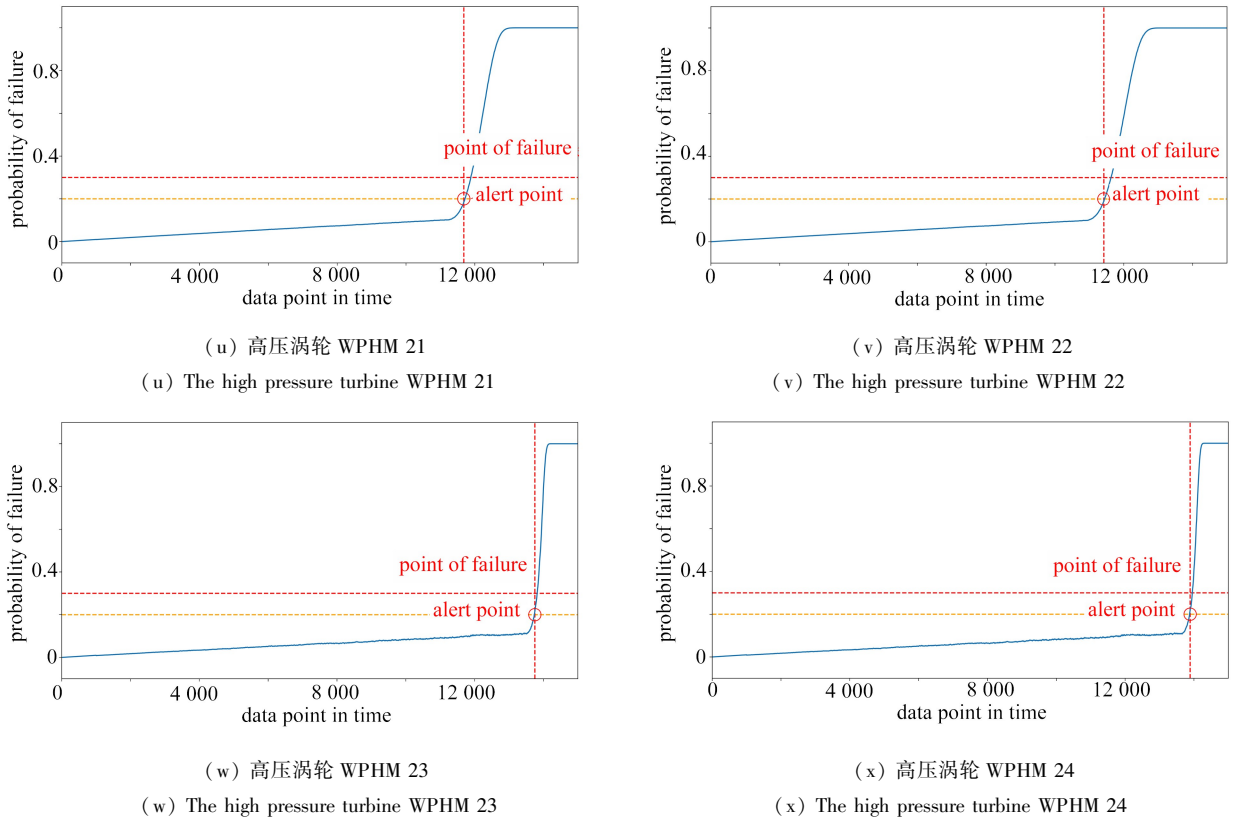 probability of failure
0.8
0.4
0
point of failure
alert point
0
4 000
8 000
12 000
data point in time
(u) 高压涡轮 WPHM 21
(u) The high pressure turbine WPHM 21
probability of failure
0.8
0.4
0
point of failure
alert point
0
4 000
8 000
12 000
data point in time
(v) 高压涡轮 WPHM 22
(v) The high pressure turbine WPHM 22
probability of failure
0.8
0.4
0
point of failure
alert point
0
4 000
8 000
12 000
data point in time
(w) 高压涡轮 WPHM 23
(w) The high pressure turbine WPHM 23
probability of failure
0.8
0.4
0
point of failure
alert point
0
4 000
8 000
12 000
data point in time
(x) 高压涡轮 WPHM 24
(x) The high pressure turbine WPHM 24